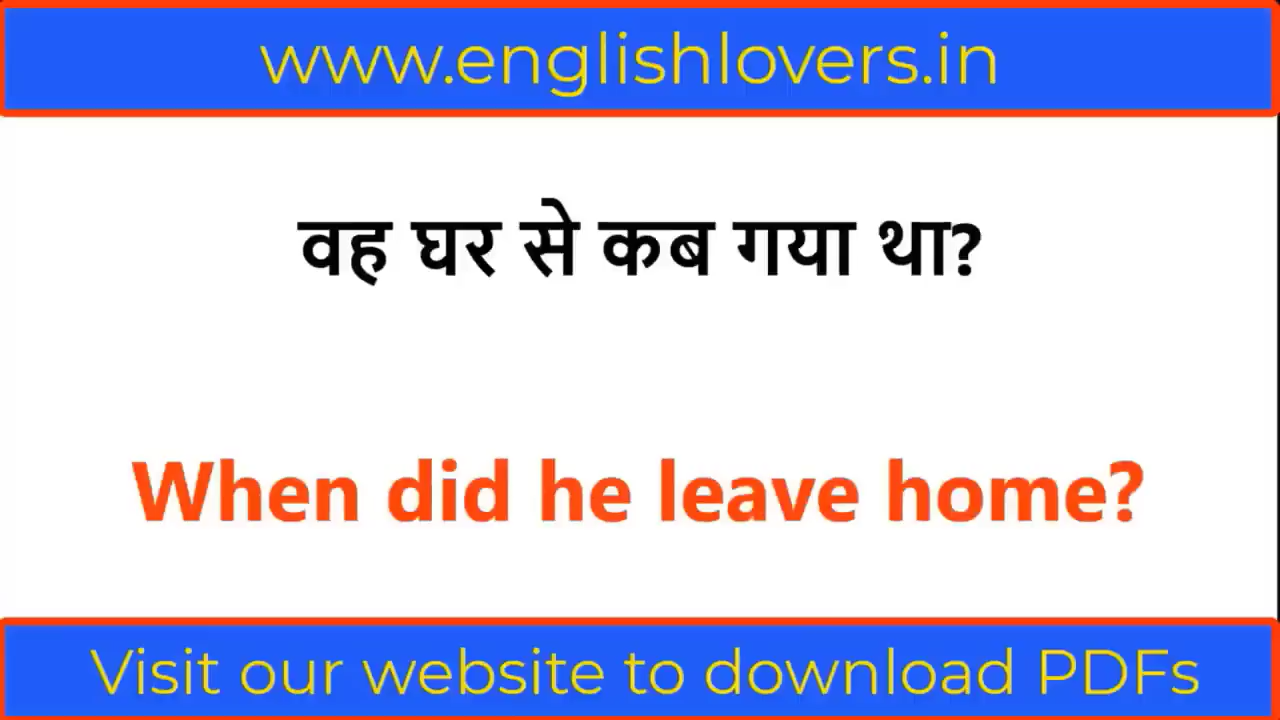 www.englishlovers.in
वह घर से कब गया था?
When did he leave home?
Visit our website to download PDFs